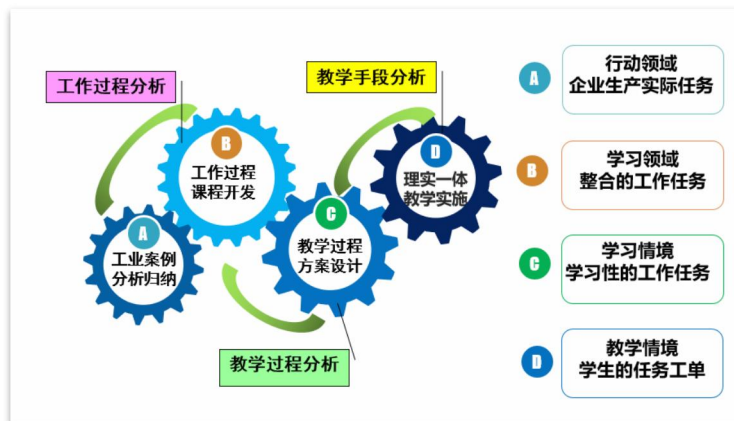 工作过程分析
教学手段分析
B
工作过程
课程开发
D
理实一体
教学实施
A
工业案例
分析归纳
C
教学过程
方案设计
教学过程分析
A
行动领域
企业生产实际任务
B
学习领域
整合的工作任务
C
学习情境
学习性的工作任务
D
教学情境
学生的任务工单